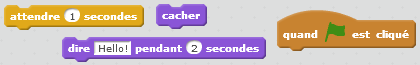 attendre 1 secondes
cacher
quand est cliqué
dire Hello! pendant 2 secondes